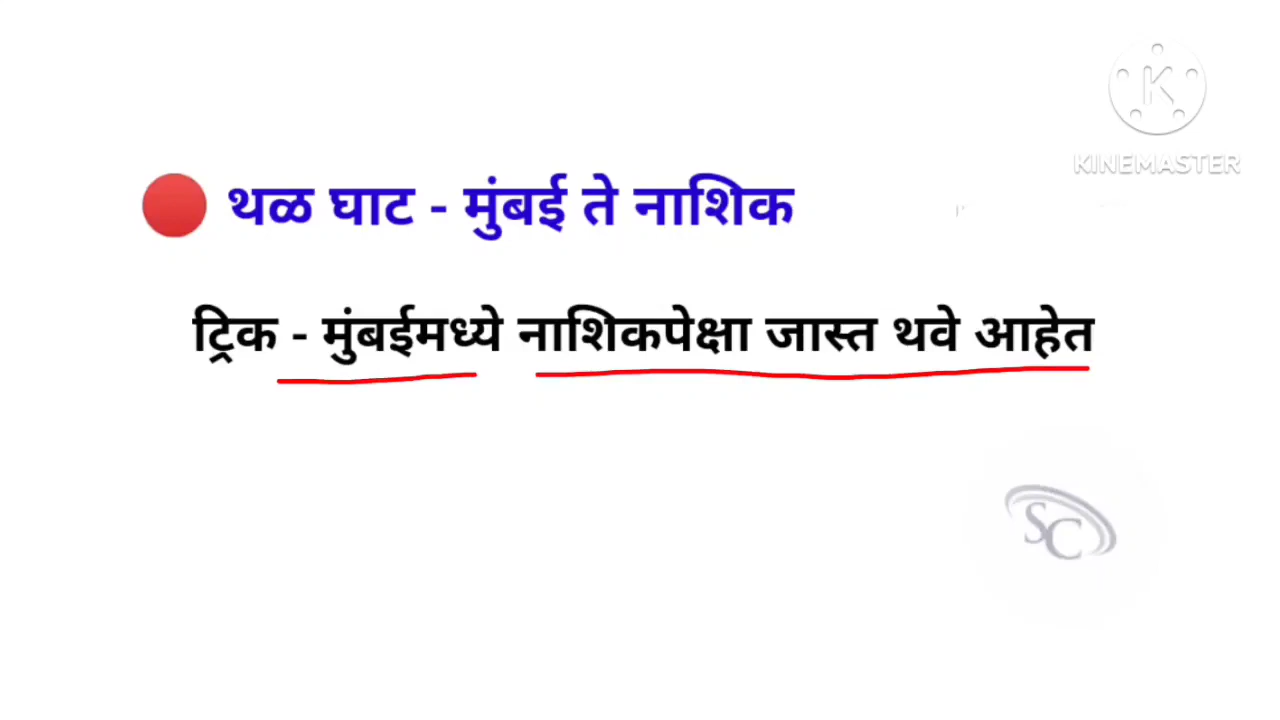 KINEMASTER
थळ घाट - मुंबई ते नाशिक
ट्रिक - मुंबईमध्ये नाशिकपेक्षा जास्त थवे आहेत
SC